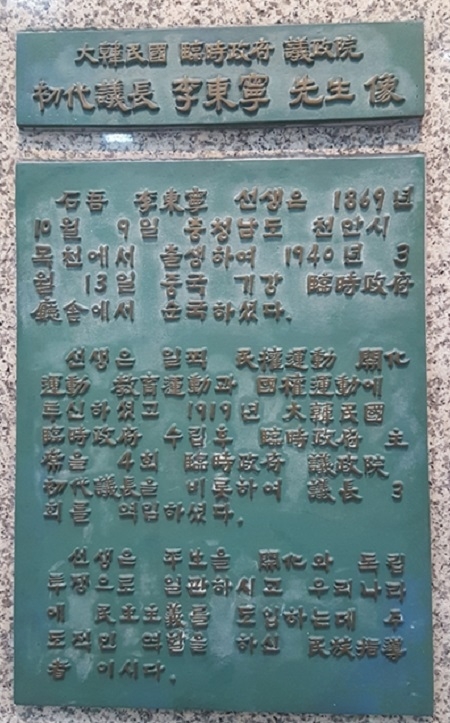 大韓民國 臨時政府 議政院
初代議長 李東寧 先生 像
石吾 李東寧 선생은 1869년
10월 9일 충청남도 천안시
목천에서 출생하여 1940년 3
월 13일 중국 기강 臨時政府
廳舍에서 순국하셨다.
선생은 일찍 民權運動 開化
運動 敎育運動과 國權運動에
투신하셨고 1919년 大韓民國
臨時政府 수립후 臨時政府 主
席을 4회 臨時政府 議政院
初代議長을 비롯하여 議長 3
회를 역임하셨다.
선생은 開化와 독립
투쟁으로 일관하시고 우리나라
에 民主主義를 도입하는데 주
도적인 역할을 하신 民族指導
者 이시다.